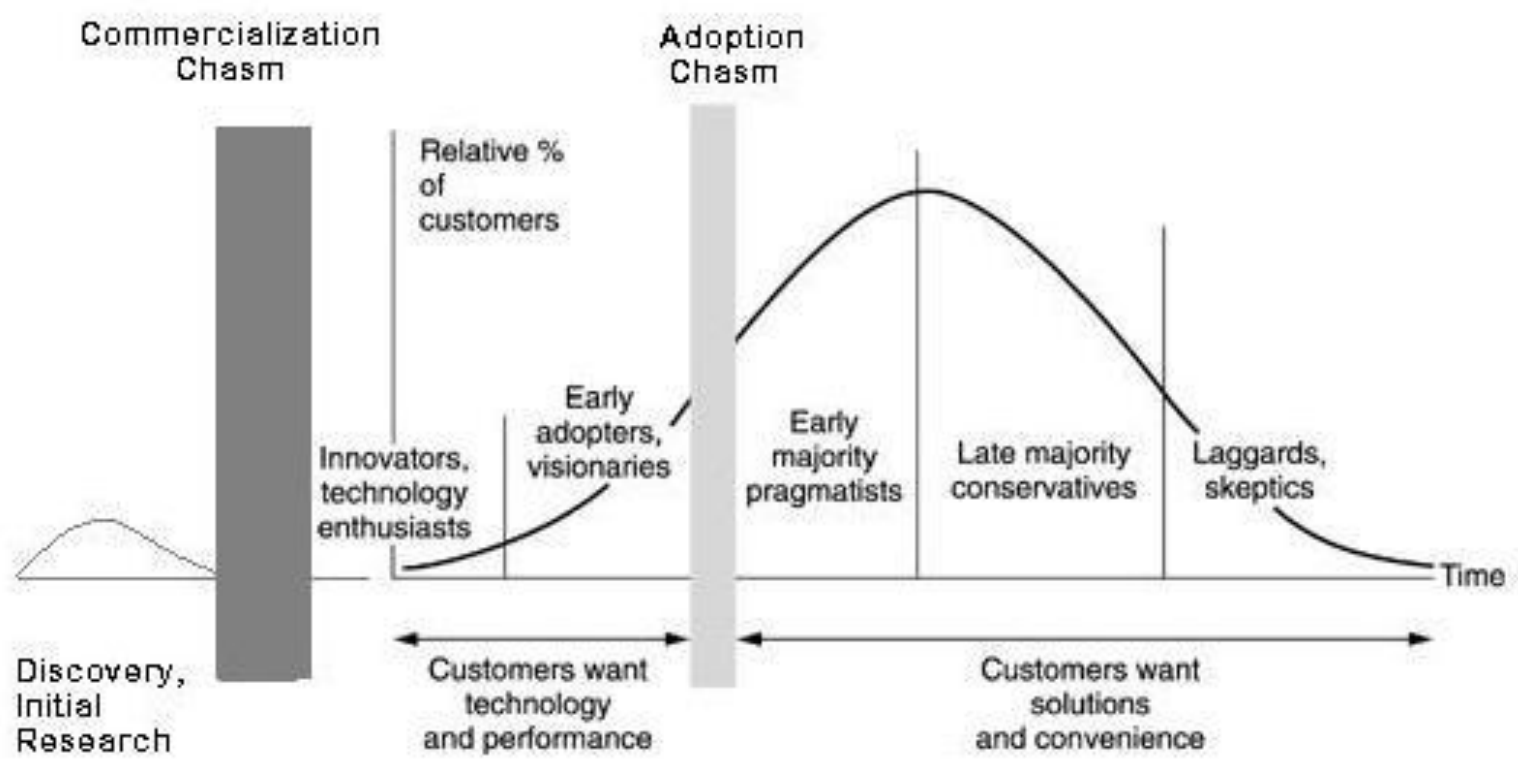 Commercialization
Chasm
Adoption
Chasm
Relative %
of
customers
Innovators,
technology
enthusiasts
Early
adopters,
visionaries
Early
majority
pragmatists
Late majority
conservatives
Laggards,
skeptics
Time
Discovery,
Initial
Research
Customers want
technology
and performance
Customers want
solutions
and convenience